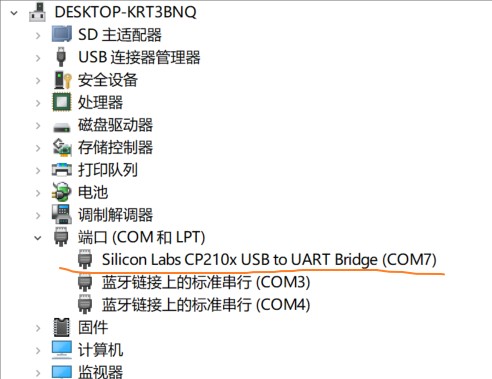 DESKTOP-KRT3BNQ
SD 主适配器
USB 连接器管理器
安全设备
处理器
磁盘驱动器
存储控制器
打印队列
电池
调制解调器
端口 (COM 和 LPT)
Silicon Labs CP210x USB to UART Bridge (COM7)
蓝牙链接上的标准串行 (COM3)
蓝牙链接上的标准串行 (COM4)
固件
计算机
监视器